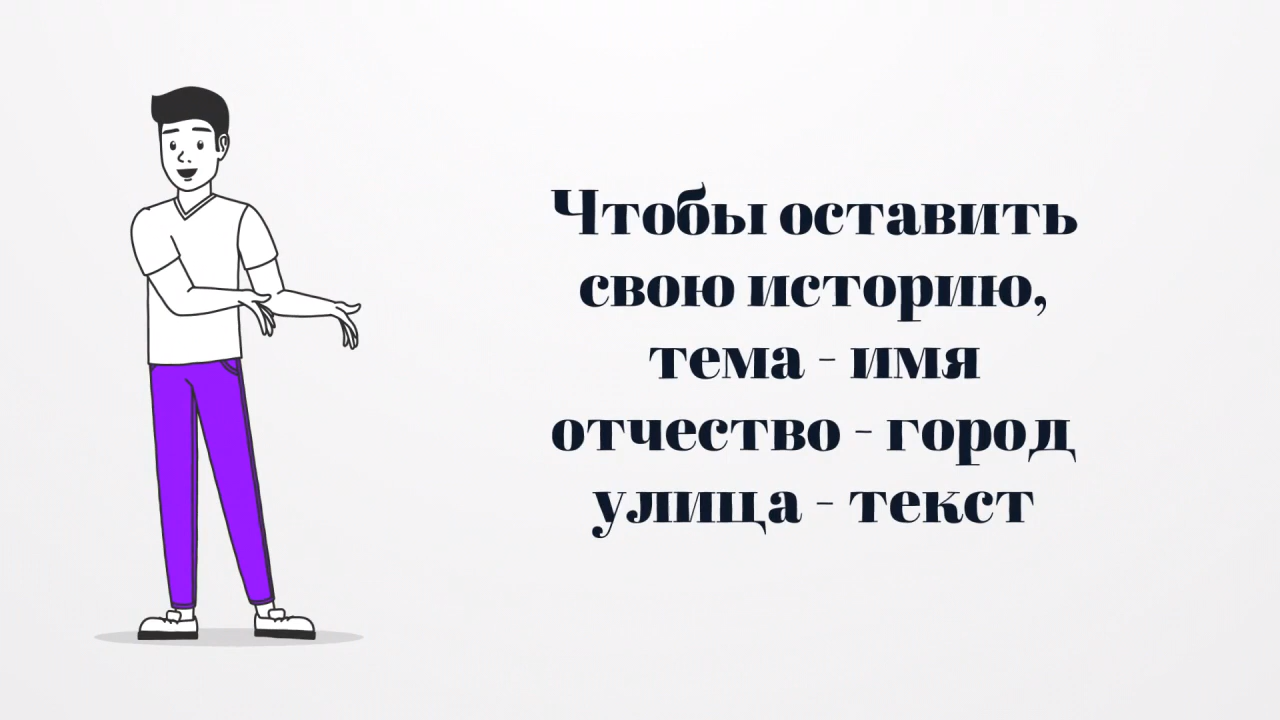 Чтобы оставить
свою историю,
тема - имя
отчество - город
улица - текст